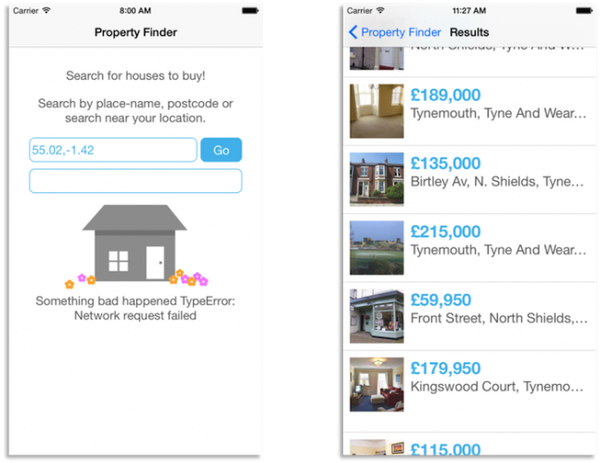 Carrier 8:00 AM
Property Finder
Search for houses to buy!
Search by place-name, postcode or
search near your location.
55.02,-1.42 Go
Something bad happened TypeError:
Network request failed
Carrier 11:27 AM
Property Finder Results
North Shields, Tyne And W...
£189,000
Tynemouth, Tyne And Wear...
£135,000
Birtley Av, N. Shields, Tyne...
£215,000
Tynemouth, Tyne And Wear...
£59,950
Front Street, North Shields,...
£179,950
Kingswood Court, Tynemo...
£115,000